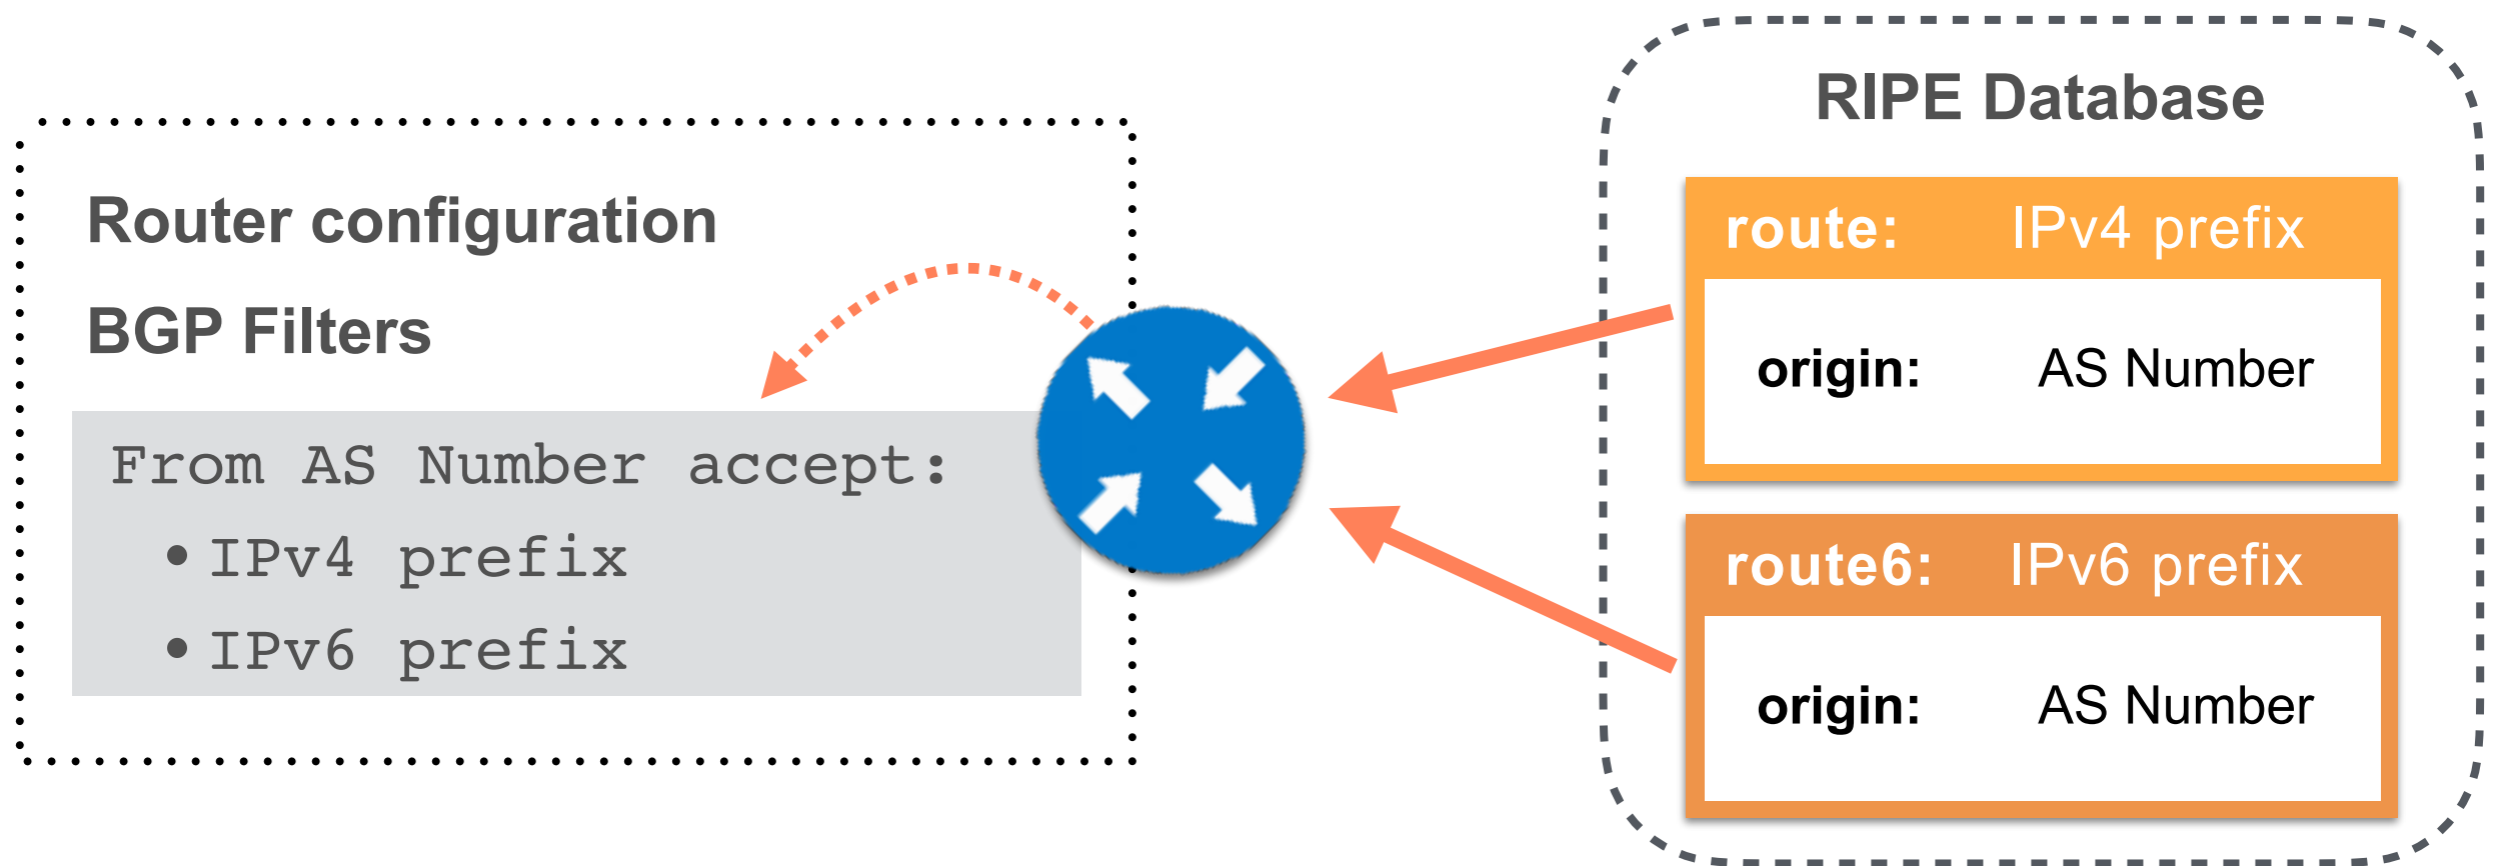 Router configuration
BGP Filters
From AS Number accept:
• IPv4 prefix
• IPv6 prefix
RIPE Database
route: IPv4 prefix
origin: AS Number
route6: IPv6 prefix
origin: AS Number